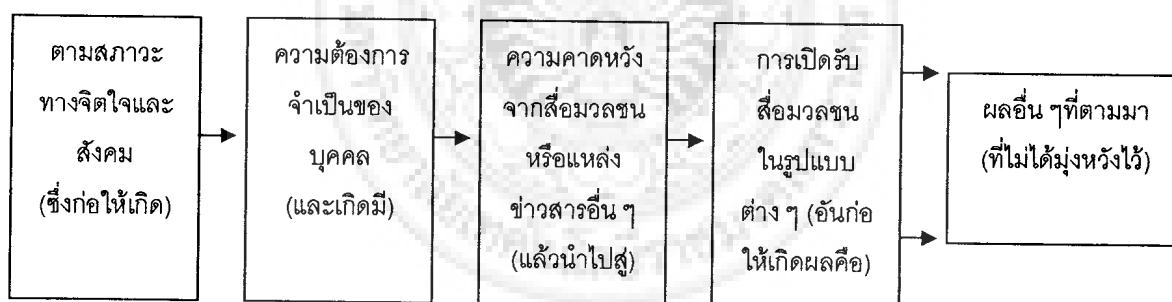 ตามสภาวะ
ทางจิตใจและ
สังคม
(ซึ่งก่อให้เกิด)
ความต้องการ
จำเป็นของ
บุคคล
(และเกิดมี)
ความคาดหวัง
จากสื่อมวลชน
หรือแหล่ง
ข่าวสารอื่น ๆ
(แล้วนำไปสู่)
การเปิดรับ
สื่อมวลชน
ในรูปแบบ
ต่าง ๆ (อันก่อ
ให้เกิดผลคือ)
ผลอื่น ๆที่ตามมา
(ที่ไม่ได้มุ่งหวังไว้)